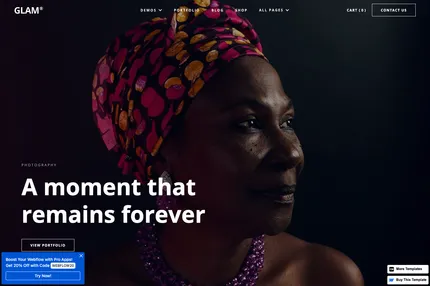 GLAM®
DEMOS
PORTFOLIO
BLOG
SHOP
ALL PAGES
CART (0)
CONTACT US
PHOTOGRAPHY
A moment that
remains forever
VIEW PORTFOLIO
Boost Your Webflow with Pro Apps!
Get 20% Off with Code WEBFLOW20
Try Now!
More Templates
Buy This Template